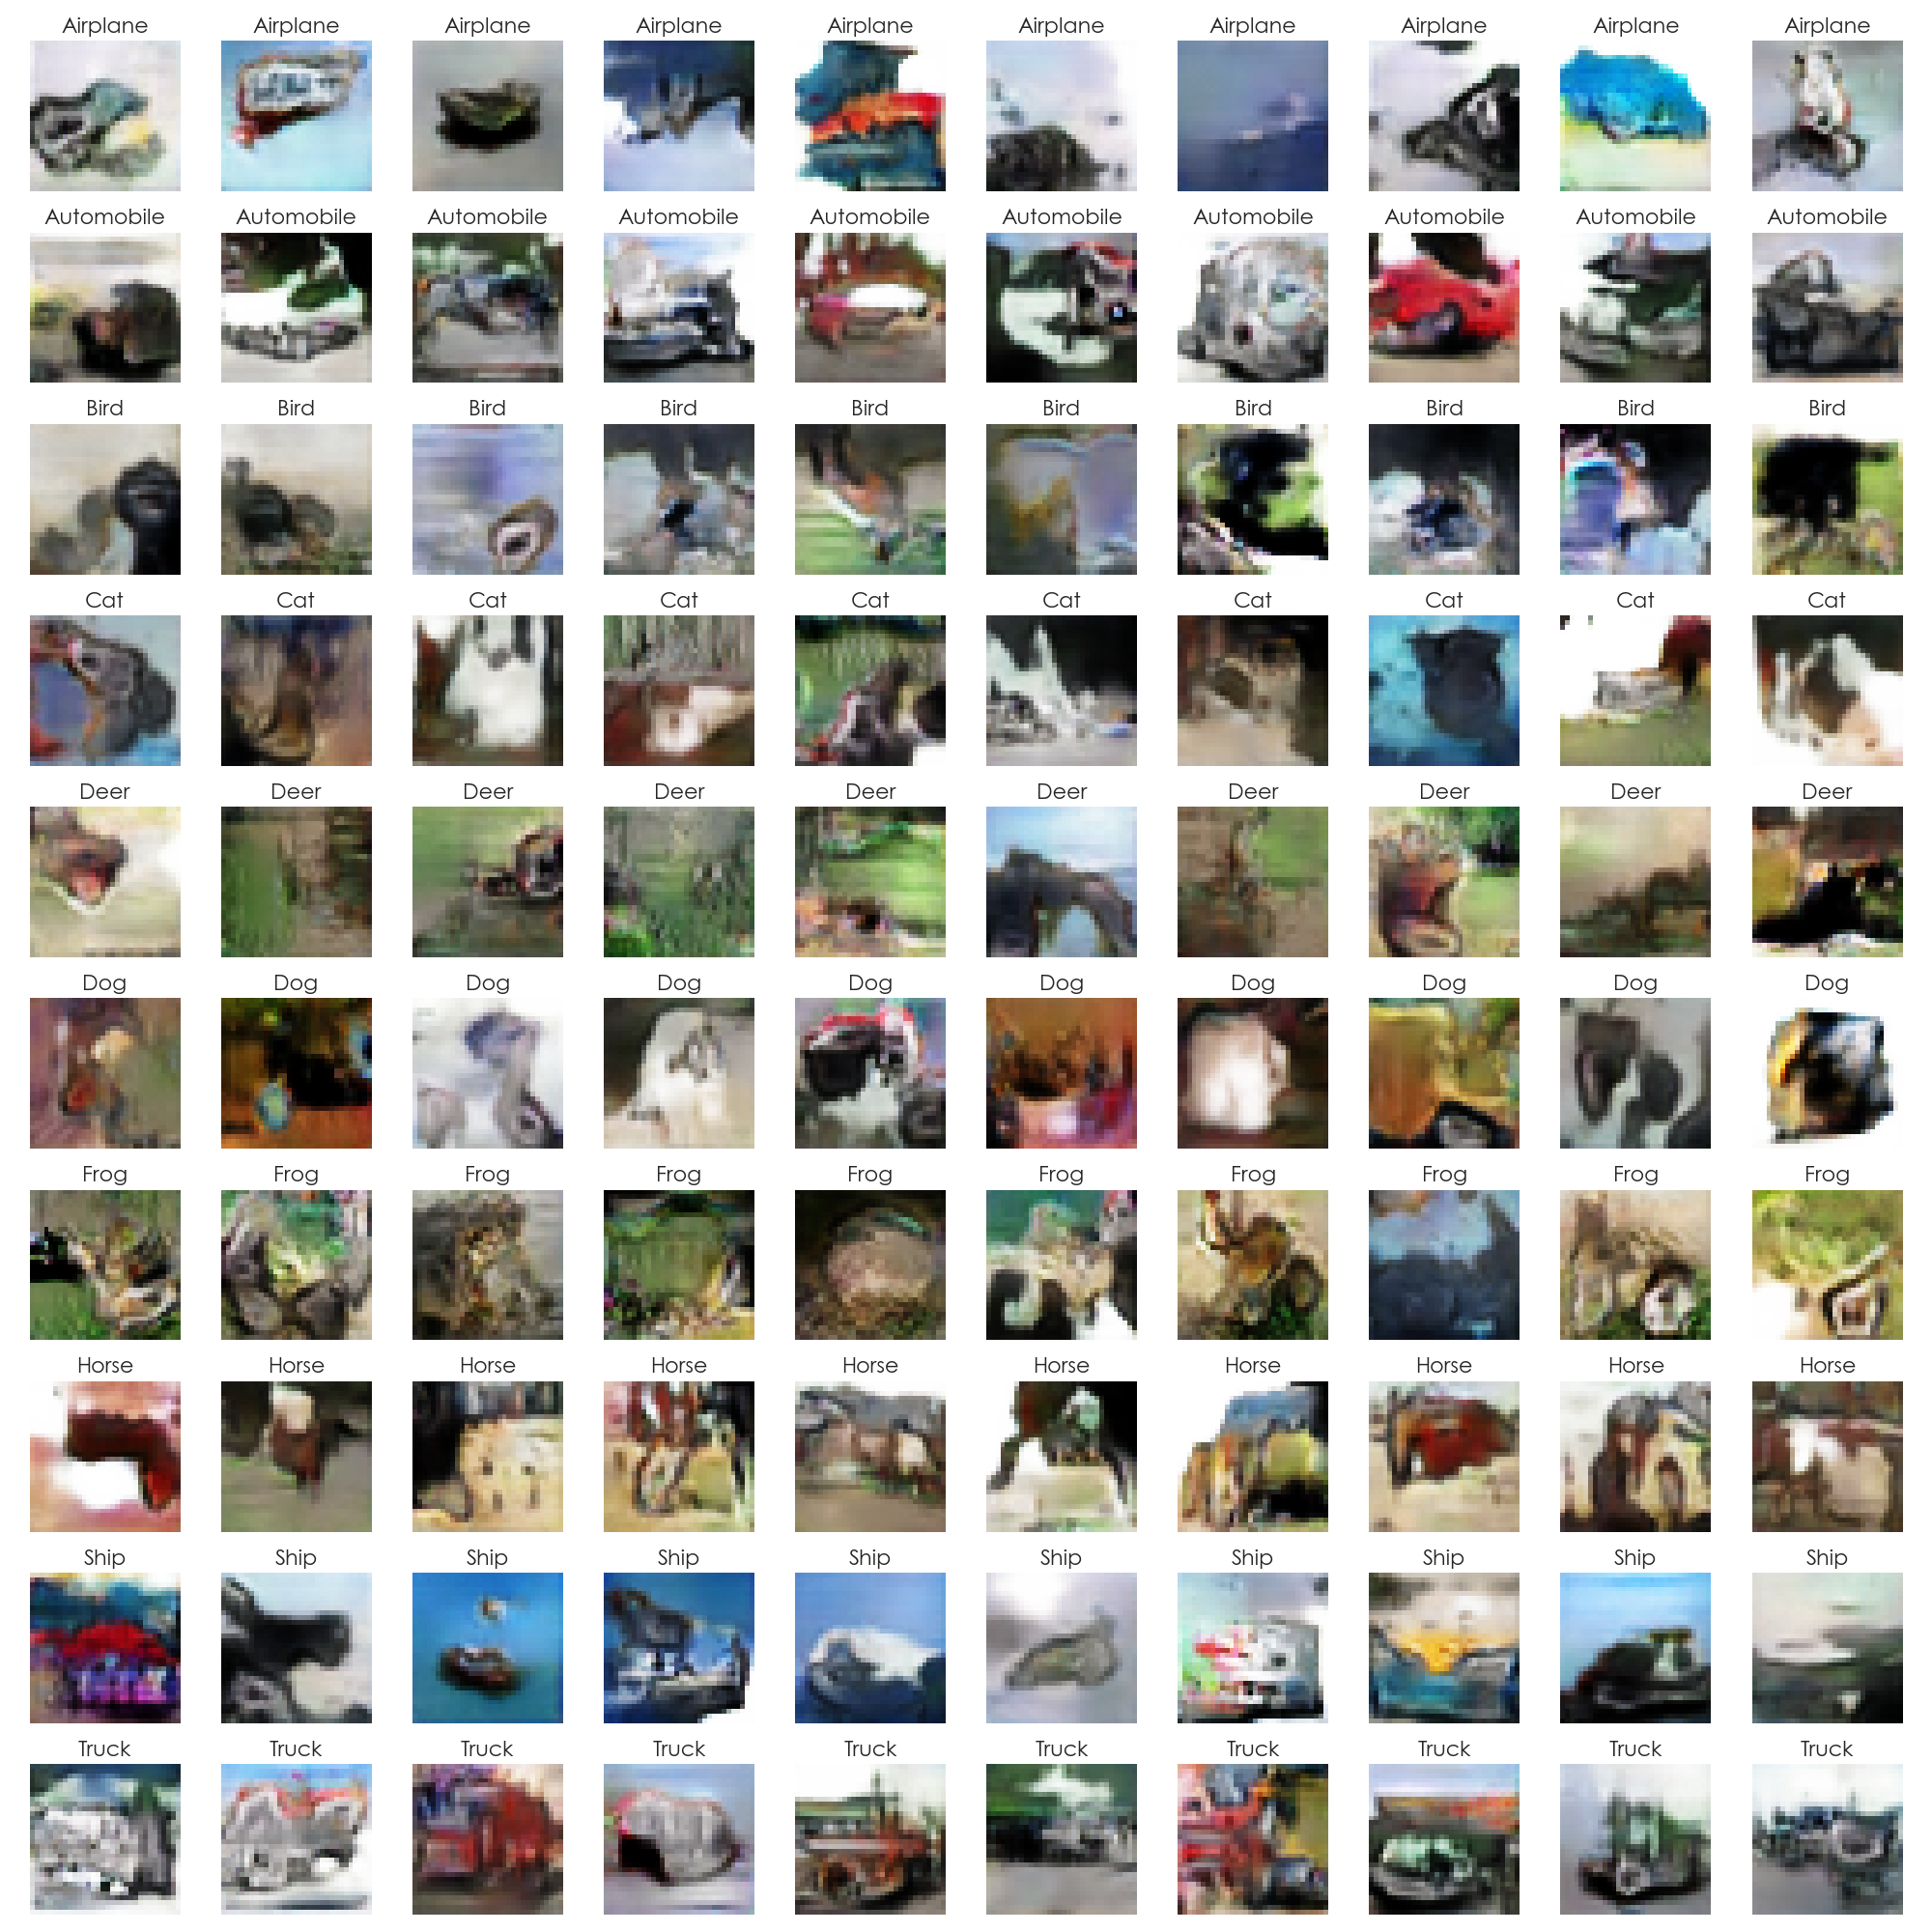 Airplane Airplane Airplane Airplane Airplane Airplane Airplane Airplane Airplane Airplane
Automobile Automobile Automobile Automobile Automobile Automobile Automobile Automobile Automobile Automobile
Bird Bird Bird Bird Bird Bird Bird Bird Bird Bird
Cat Cat Cat Cat Cat Cat Cat Cat Cat Cat
Deer Deer Deer Deer Deer Deer Deer Deer Deer Deer
Dog Dog Dog Dog Dog Dog Dog Dog Dog Dog
Frog Frog Frog Frog Frog Frog Frog Frog Frog Frog
Horse Horse Horse Horse Horse Horse Horse Horse Horse Horse
Ship Ship Ship Ship Ship Ship Ship Ship Ship Ship
Truck Truck Truck Truck Truck Truck Truck Truck Truck Truck